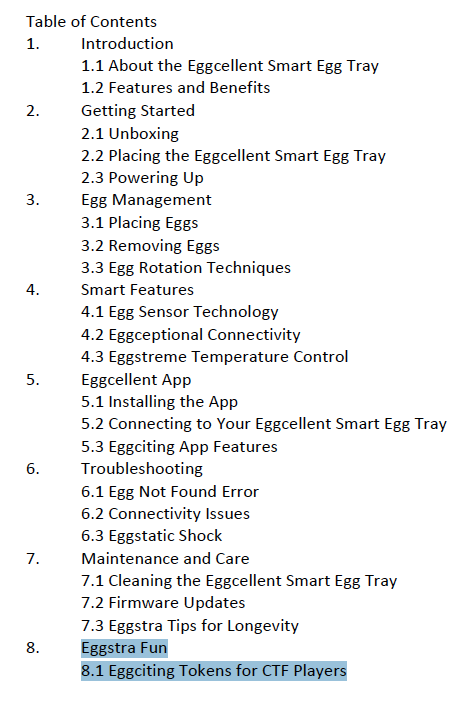 Table of Contents
1. Introduction
1.1 About the Eggcellent Smart Egg Tray
1.2 Features and Benefits
2. Getting Started
2.1 Unboxing
2.2 Placing the Eggcellent Smart Egg Tray
2.3 Powering Up
3. Egg Management
3.1 Placing Eggs
3.2 Removing Eggs
3.3 Egg Rotation Techniques
4. Smart Features
4.1 Egg Sensor Technology
4.2 Eggceptional Connectivity
4.3 Eggstreme Temperature Control
5. Eggcellent App
5.1 Installing the App
5.2 Connecting to Your Eggcellent Smart Egg Tray
5.3 Eggciting App Features
6. Troubleshooting
6.1 Egg Not Found Error
6.2 Connectivity Issues
6.3 Eggstatic Shock
7. Maintenance and Care
7.1 Cleaning the Eggcellent Smart Egg Tray
7.2 Firmware Updates
7.3 Eggstra Tips for Longevity
8. Eggstra Fun
8.1 Eggciting Tokens for CTF Players